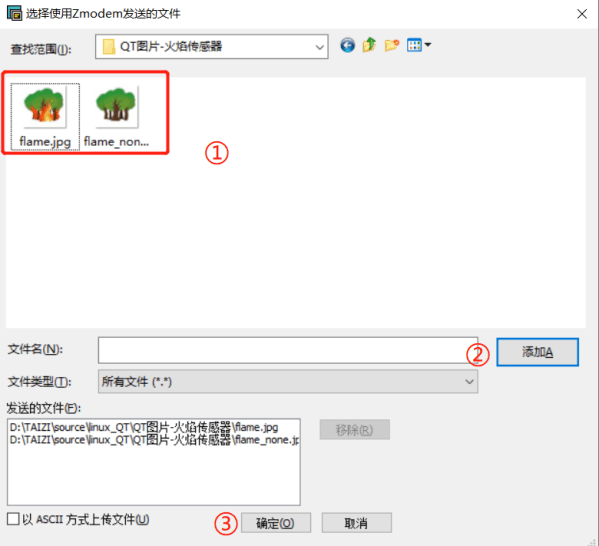 选择使用Zmodem发送的文件
查找范围(I):
QT图片-火焰传感器
flame.jpg
flame_non...
①
文件名(N):
②
添加A
文件类型(T):
所有文件 (*.*)
发送的文件(F):
D:\TAIZI\source\linux_QT\QT图片-火焰传感器\flame.jpg
D:\TAIZI\source\linux_QT\QT图片-火焰传感器\flame_none.jp
移除(R)
以 ASCII 方式上传文件(U)
③
确定(O)
取消